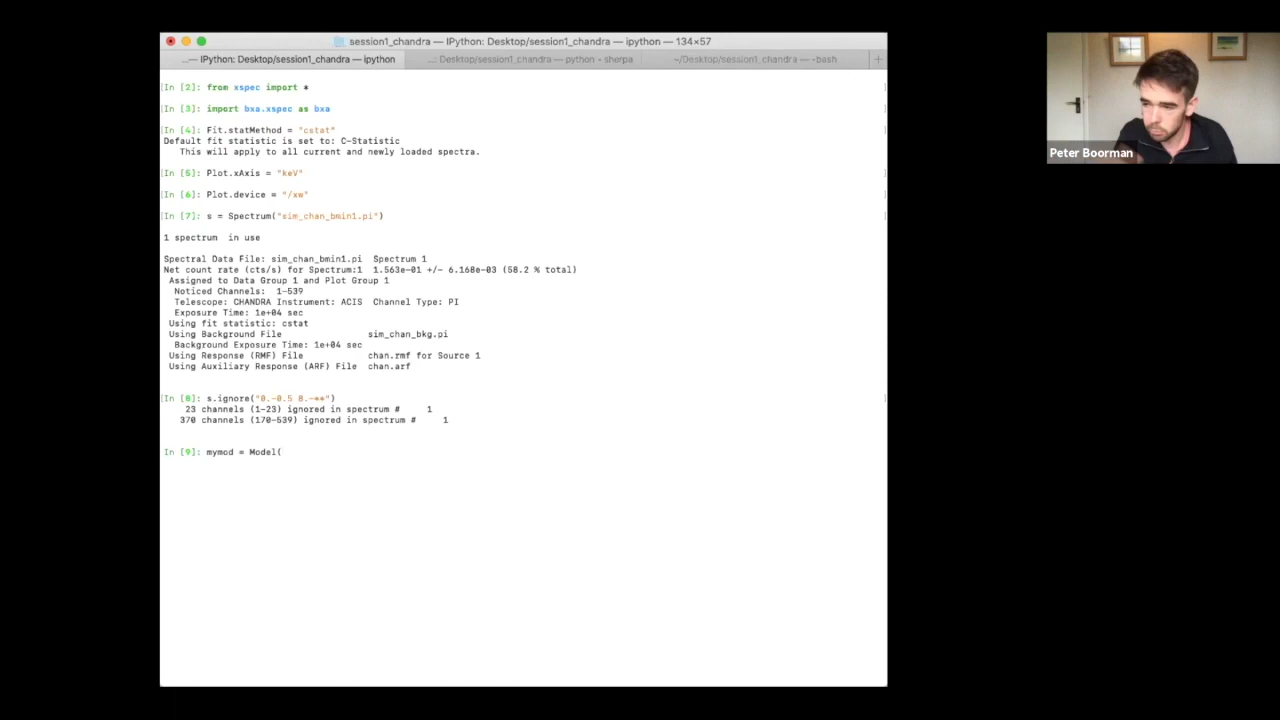 session1_chandra — IPython: Desktop/session1_chandra — ipython — 134×57
...— IPython: Desktop/session1_chandra — ipython
...: Desktop/session1_chandra — python ‹ sherpa
~/Desktop/session1_chandra — -bash
+
[In [2]: from xspec import *
[In [3]: import bxa.xspec as bxa
[In [4]: Fit.statMethod = "cstat"
Default fit statistic is set to: C-Statistic
This will apply to all current and newly loaded spectra.
[In [5]: Plot.xAxis = "keV"
[In [6]: Plot.device = "/xw"
[In [7]: s = Spectrum("sim_chan_bmin1.pi")
1 spectrum in use
Spectral Data File: sim_chan_bmin1.pi Spectrum 1
Net count rate (cts/s) for Spectrum:1 1.563e-01 +/- 6.168e-03 (58.2 % total)
Assigned to Data Group 1 and Plot Group 1
Noticed Channels: 1-539
Telescope: CHANDRA Instrument: ACIS Channel Type: PI
Exposure Time: 1e+04 sec
Using fit statistic: cstat
Using Background File sim_chan_bkg.pi
Background Exposure Time: 1e+04 sec
Using Response (RMF) File chan.rmf for Source 1
Using Auxiliary Response (ARF) File chan.arf
[In [8]: s.ignore("0.-0.5 8.-**")
23 channels (1-23) ignored in spectrum # 1
370 channels (170-539) ignored in spectrum # 1
In [9]: mymod = Model(
Peter Boorman